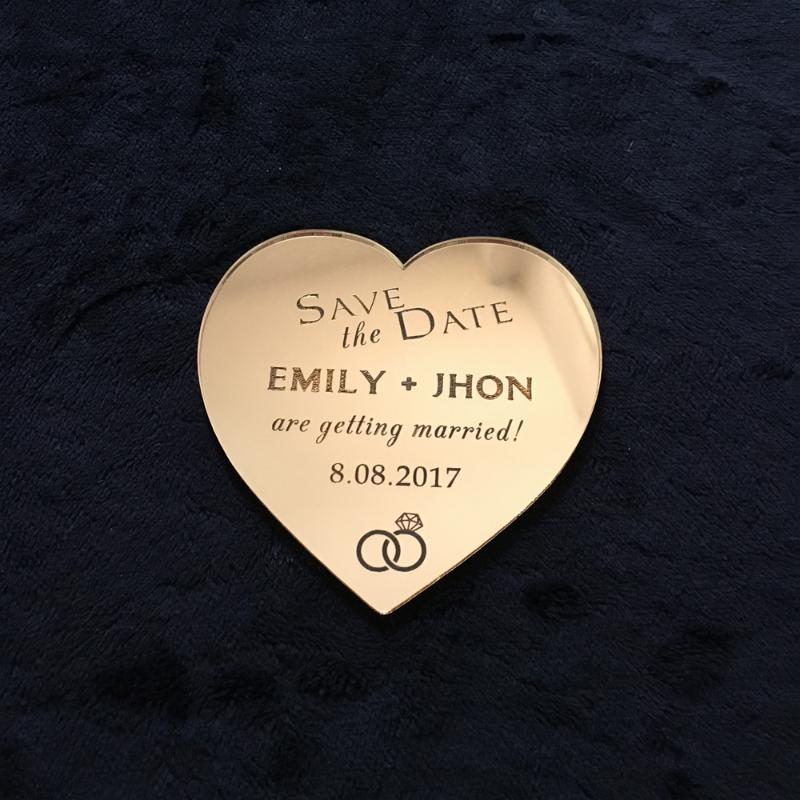 SAVE
the DATE
EMILY + JHON
are getting married!
8.08.2017